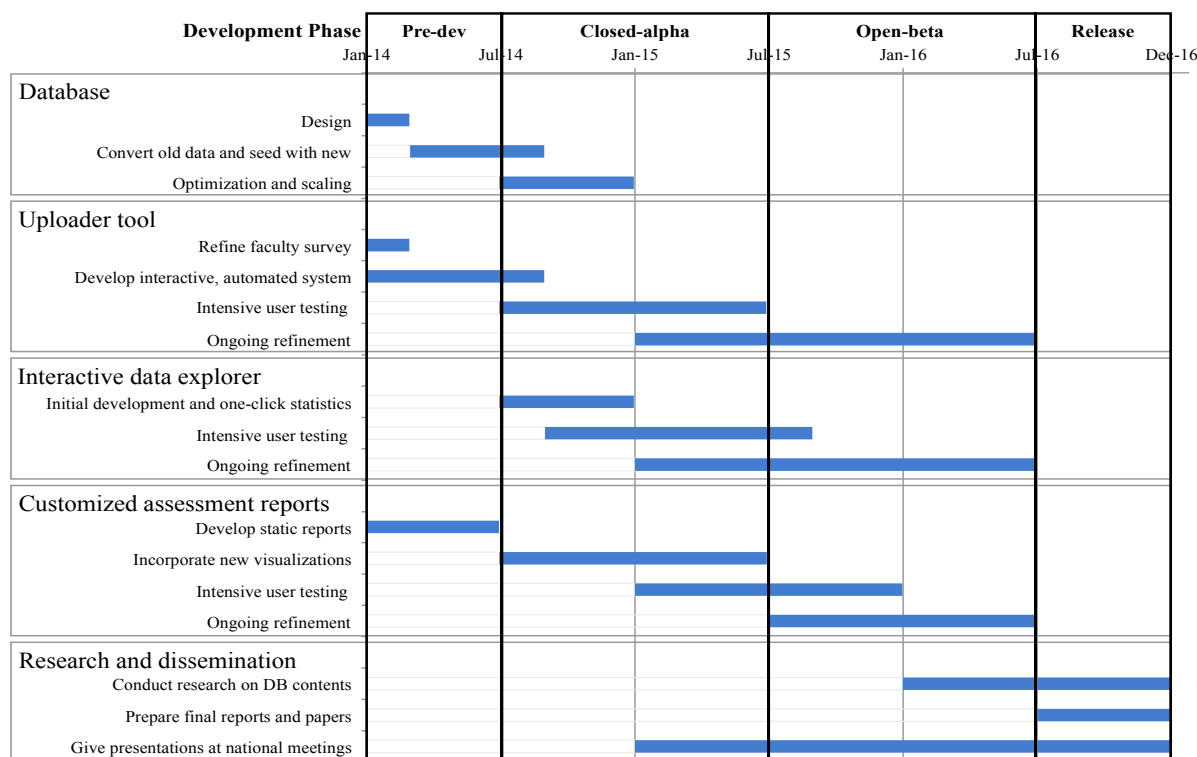 Development Phase Pre-dev Closed-alpha Open-beta Release
Jan-14 Jul-14 Jan-15 Jul-15 Jan-16 Jul-16 Dec-16
Database
Design
Convert old data and seed with new
Optimization and scaling
Uploader tool
Refine faculty survey
Develop interactive, automated system
Intensive user testing
Ongoing refinement
Interactive data explorer
Initial development and one-click statistics
Intensive user testing
Ongoing refinement
Customized assessment reports
Develop static reports
Incorporate new visualizations
Intensive user testing
Ongoing refinement
Research and dissemination
Conduct research on DB contents
Prepare final reports and papers
Give presentations at national meetings